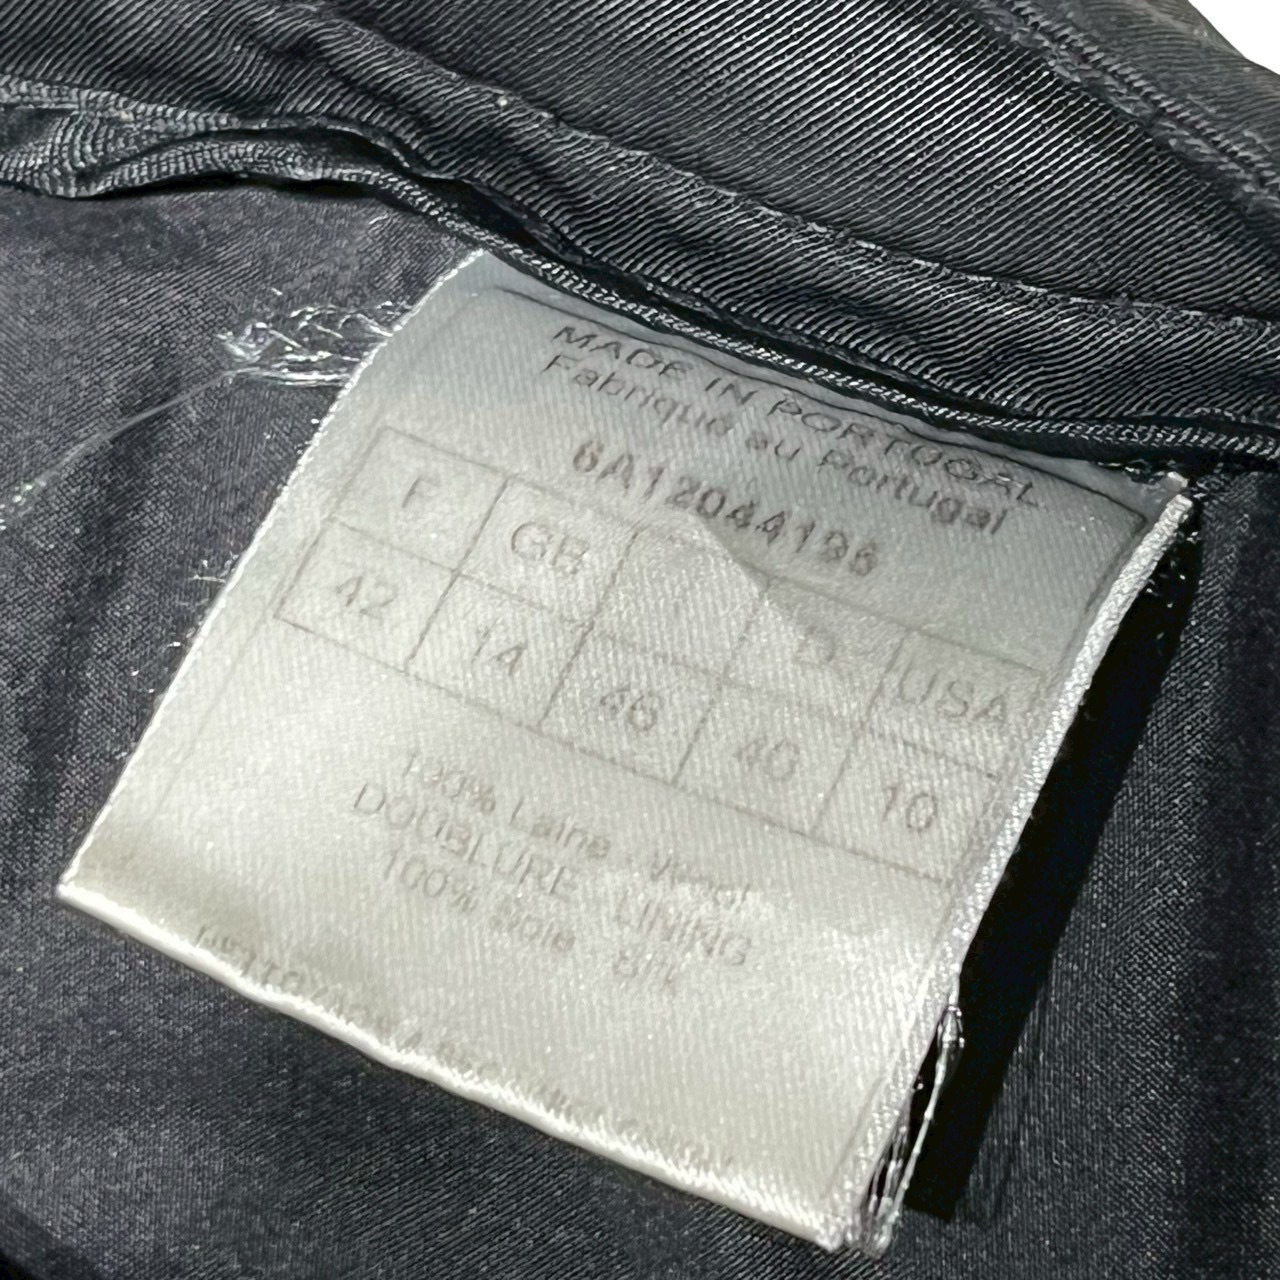 MADE IN PORTUGAL
Fabriqué au Portugal
6A12044196
F GB I D USA
42 14 46 40 10
100% Laine - Wool
DOUBLURE LINING
100% Soie - Silk